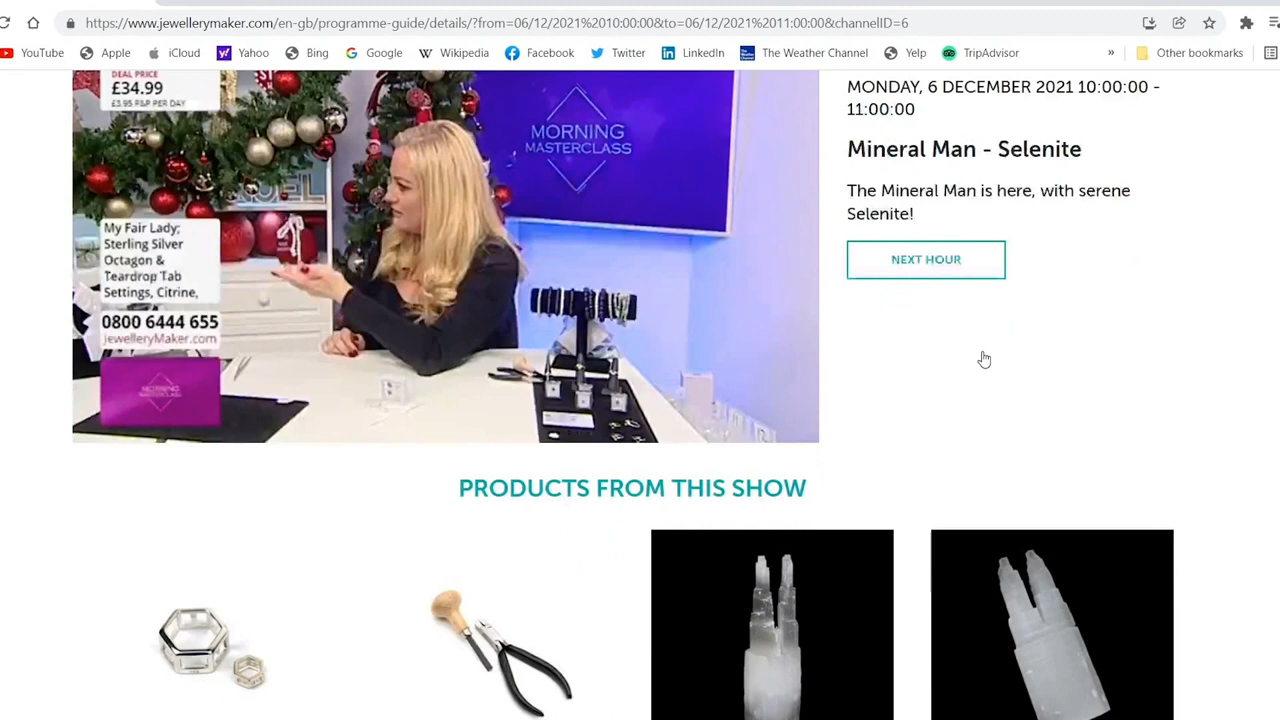 https://www.jewellerymaker.com/en-gb/programme-guide/details/?from=06/12/2021%2010:00:00&to=06/12/2021%2011:00:00&channelID=6
YouTube Apple iCloud Yahoo Bing Google Wikipedia Facebook Twitter LinkedIn The Weather Channel Yelp TripAdvisor » Other bookmarks
DEAL PRICE
£34.99
£3.95 P&P PER DAY
MORNING
MASTERCLASS
My Fair Lady;
Sterling Silver
Octagon &
Teardrop Tab
Settings, Citrine,
0800 6444 655
JewelleryMaker.com
MORNING
MASTERCLASS
MONDAY, 6 DECEMBER 2021 10:00:00 -
11:00:00
Mineral Man - Selenite
The Mineral Man is here, with serene
Selenite!
NEXT HOUR
PRODUCTS FROM THIS SHOW